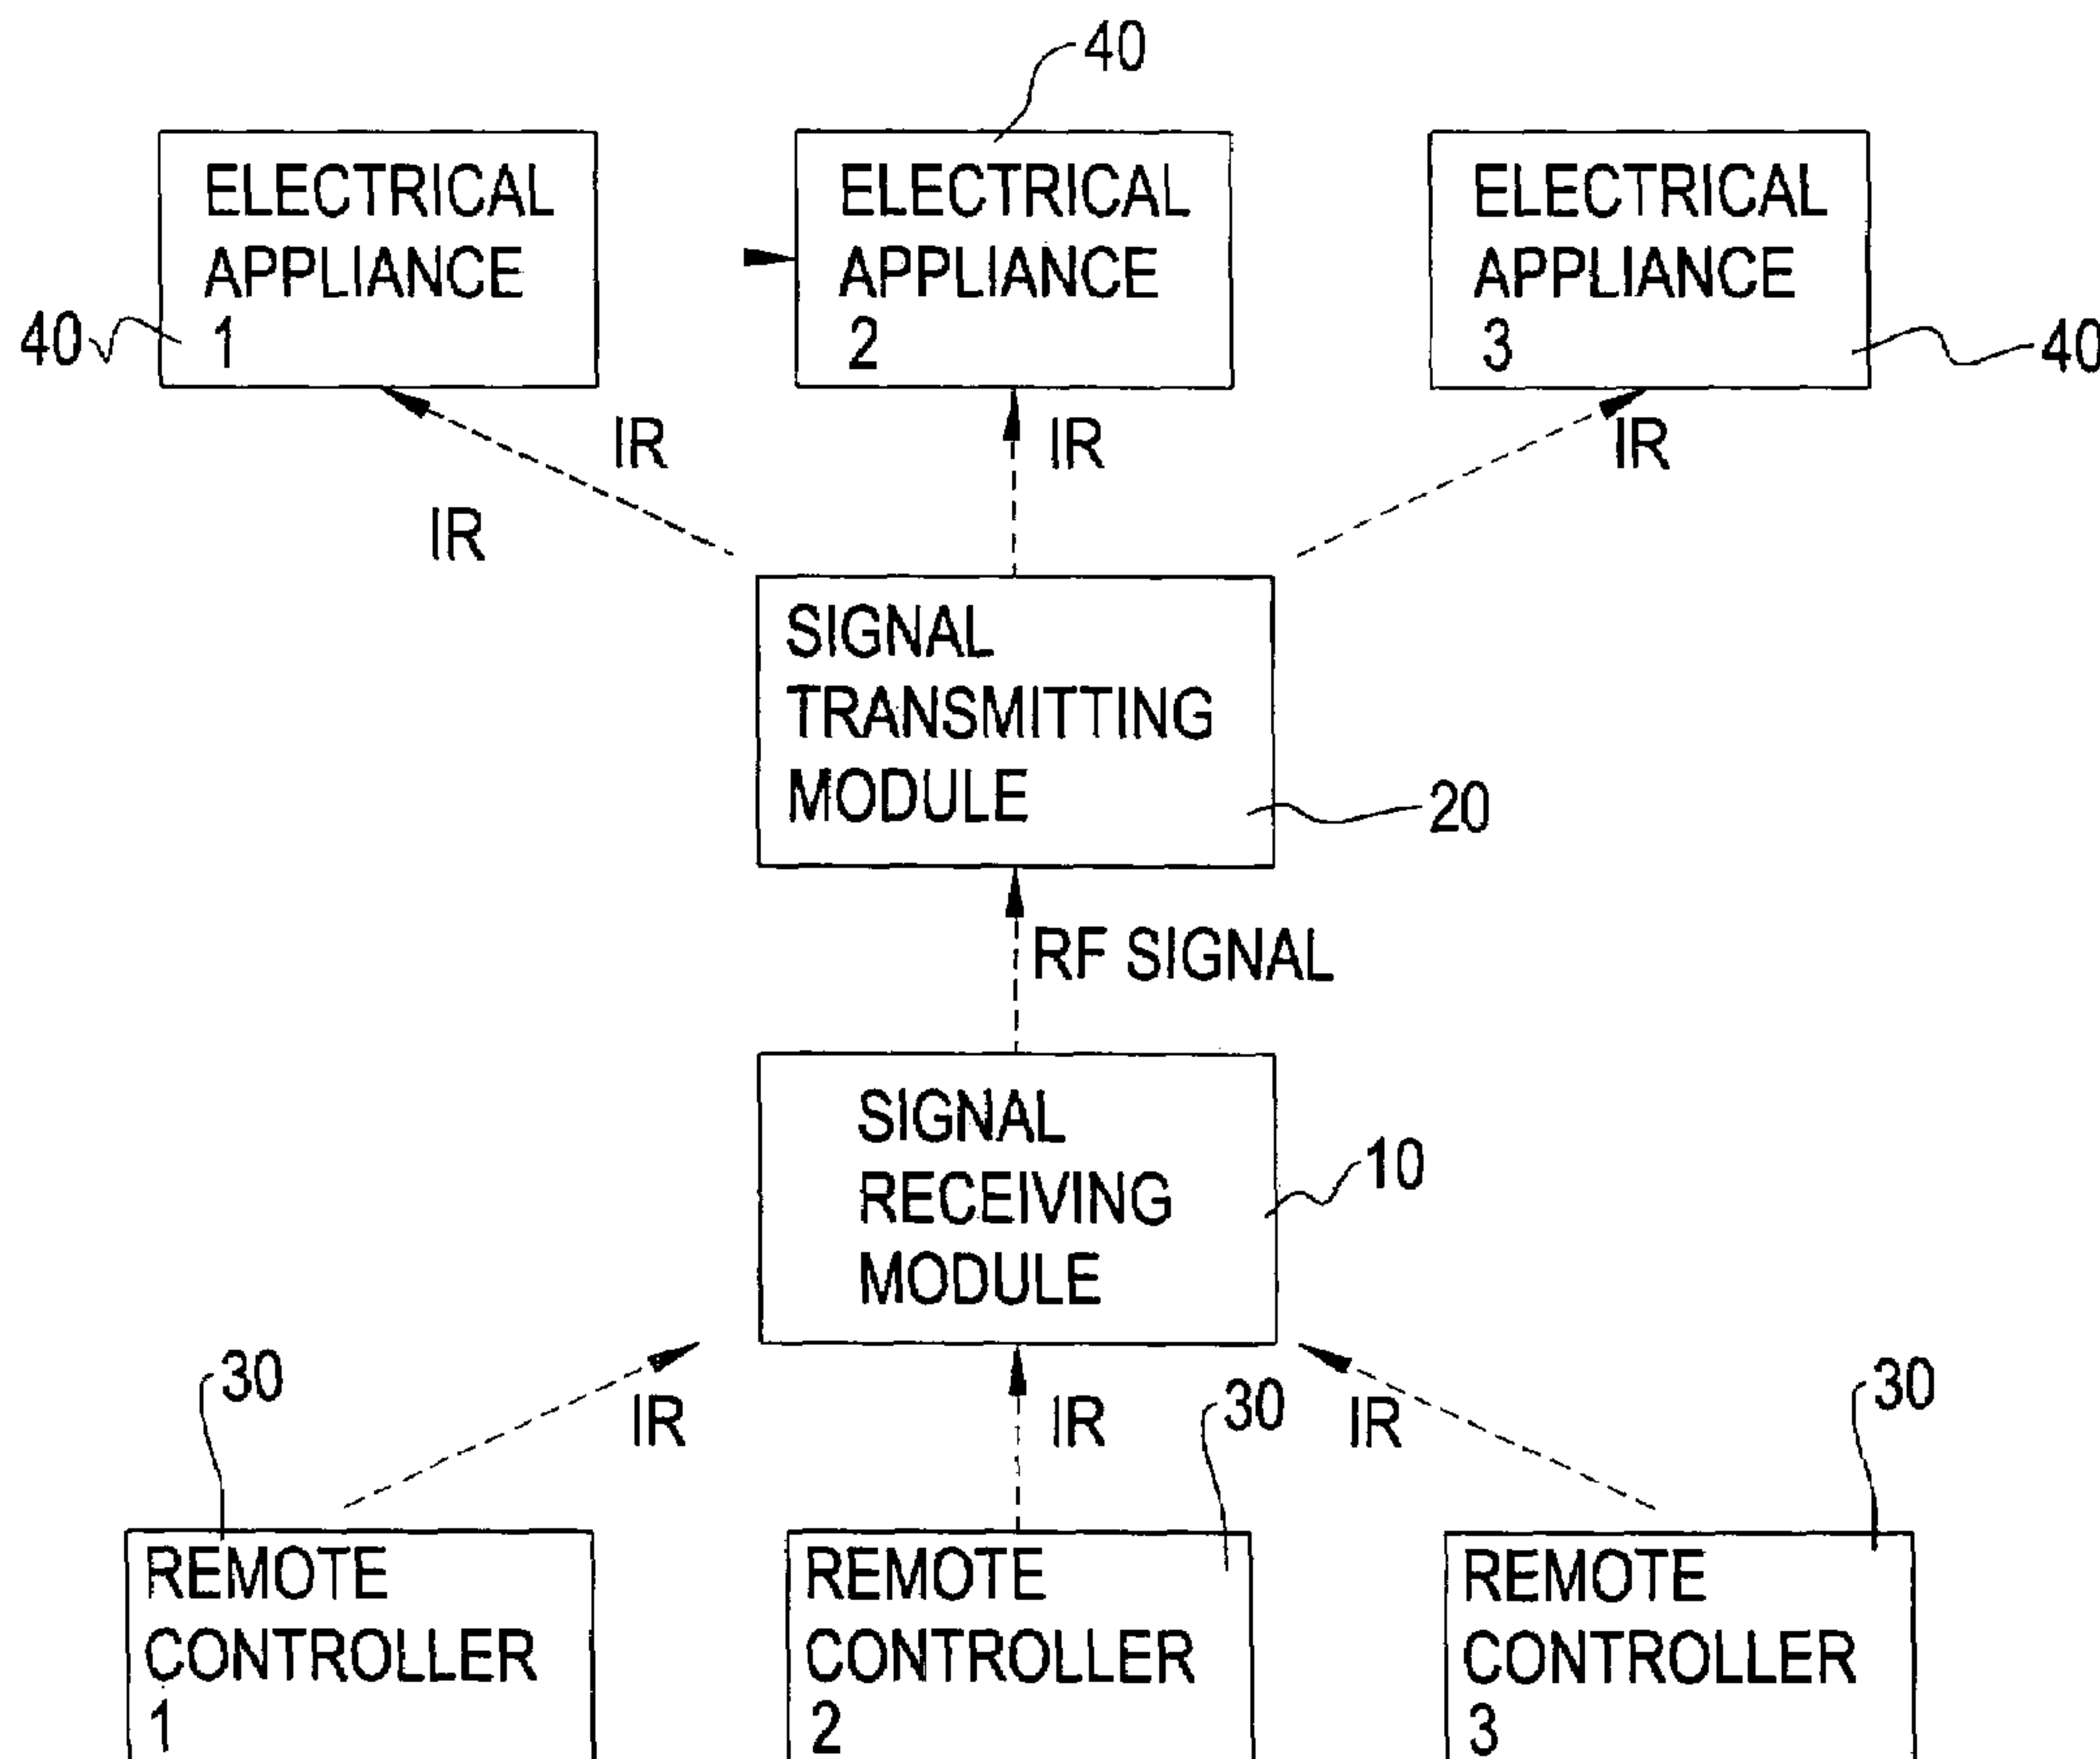 40
ELECTRICAL
APPLIANCE
1
40
ELECTRICAL
APPLIANCE
2
ELECTRICAL
APPLIANCE
3
40
IR
IR
IR
IR
SIGNAL
TRANSMITTING
MODULE
20
RF SIGNAL
SIGNAL
RECEIVING
MODULE
10
30
IR
IR
30
IR
30
REMOTE
CONTROLLER
1
REMOTE
CONTROLLER
2
REMOTE
CONTROLLER
3